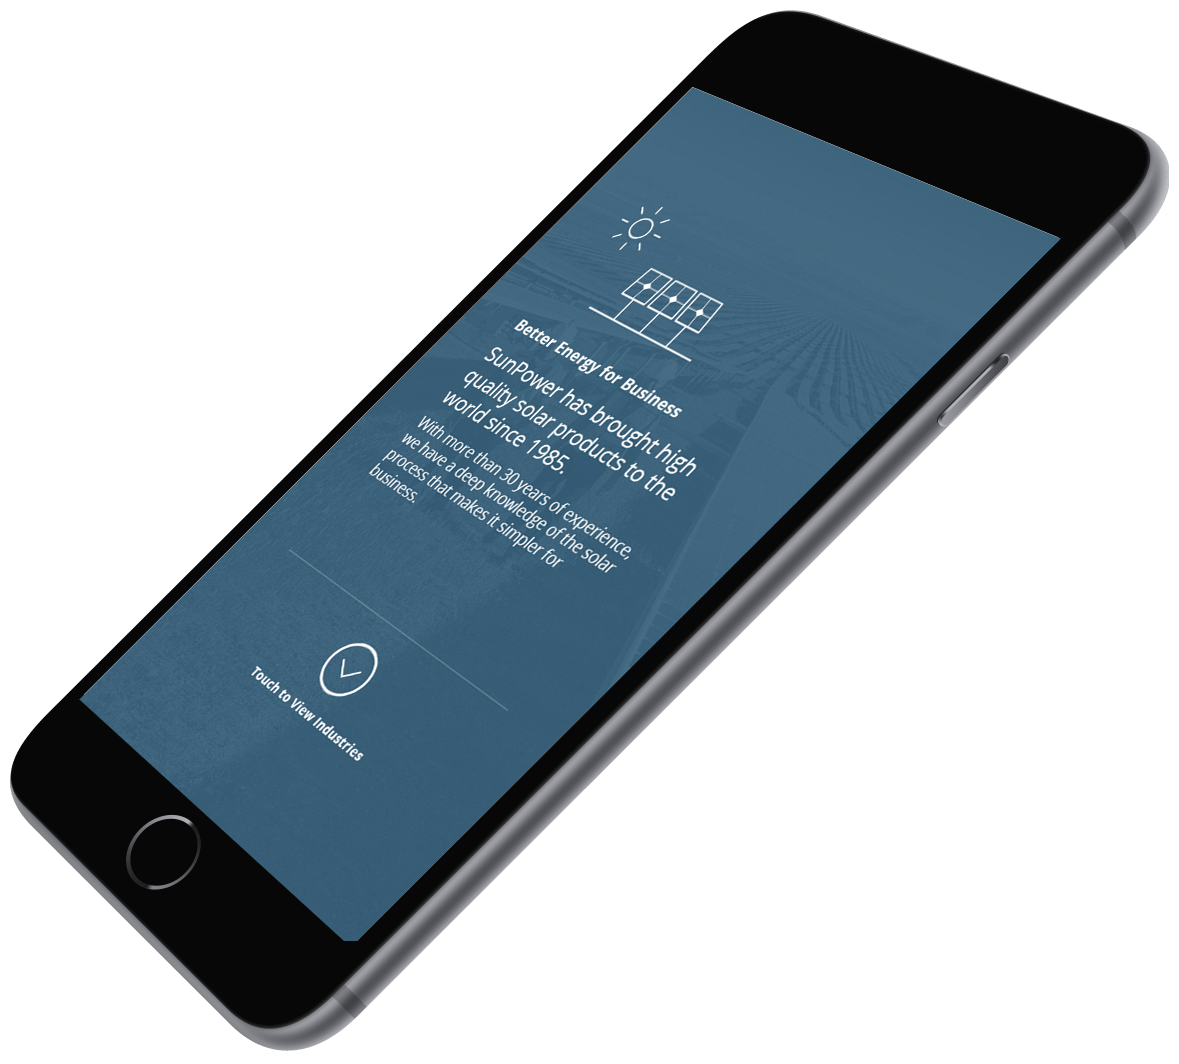 Better Energy for Business
SunPower has brought high
quality solar products to the
world since 1985.
With more than 30 years of experience,
we have a deep knowledge of the solar
process that makes it simpler for
business.
Touch to View Industries